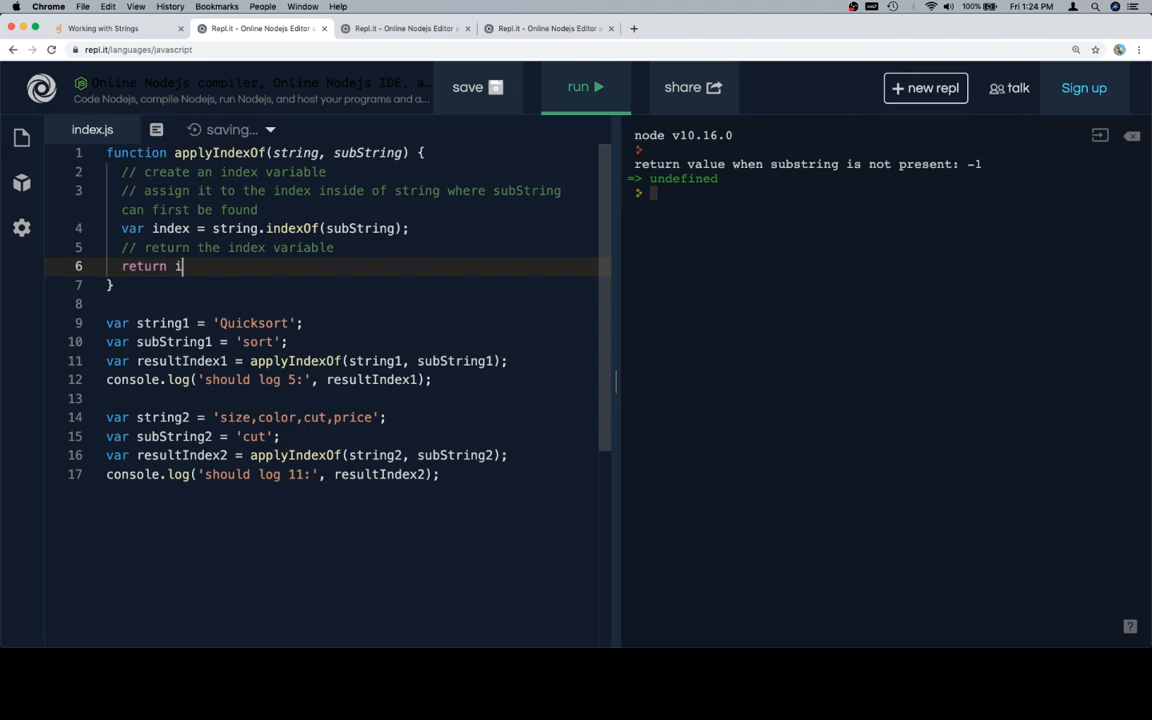 Chrome File Edit View History Bookmarks People Window Help 100% Fri 1:24 PM
Working with Strings × Repl.it - Online Nodejs Editor a × Repl.it - Online Nodejs Editor a × Repl.it - Online Nodejs Editor a × +
repl.it/languages/javascript
Online Nodejs compiler, Online Nodejs IDE, a...
Code Nodejs, compile Nodejs, run Nodejs, and host your programs and a...
save run share + new repl talk Sign up
index.js saving...
1 function applyIndexOf(string, subString) {
2 // create an index variable
3 // assign it to the index inside of string where subString
can first be found
4 var index = string.indexOf(subString);
5 // return the index variable
6 return i
7 }
8
9 var string1 = 'Quicksort';
10 var subString1 = 'sort';
11 var resultIndex1 = applyIndexOf(string1, subString1);
12 console.log('should log 5:', resultIndex1);
13
14 var string2 = 'size,color,cut,price';
15 var subString2 = 'cut';
16 var resultIndex2 = applyIndexOf(string2, subString2);
17 console.log('should log 11:', resultIndex2);
node v10.16.0
return value when substring is not present: -1
=> undefined
?